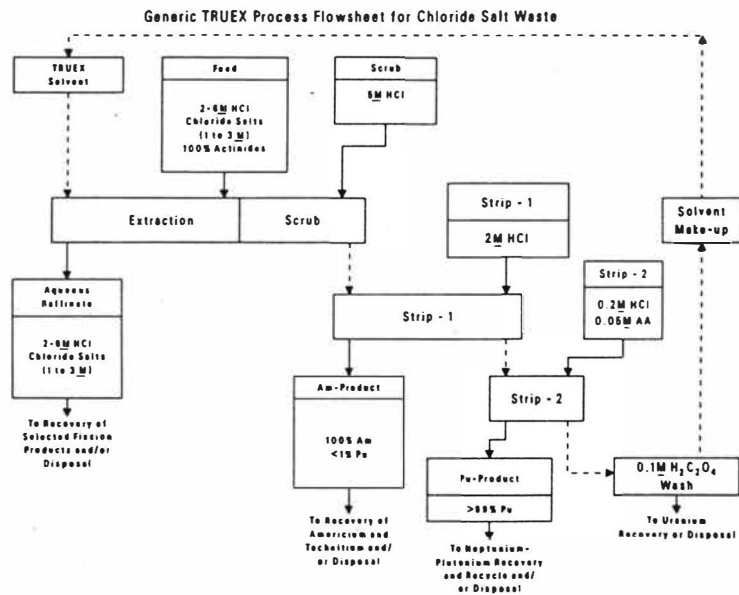 Generic TRUEX Process Flowsheet for Chloride Salt Waste
TRUEX
Solvent
Feed
2-6M HCl
Chloride Salts
(1 to 3 M)
100% Actinides
Scrub
5M HCl
Extraction
Scrub
Strip - 1
2M HCl
Solvent
Make-up
Strip - 2
0.2M HCl
0.05M AA
Aqueous
Raffinate
2-6M HCl
Chloride Salts
(1 to 3 M)
Strip - 1
To Recovery of
Selected Fission
Products and/or
Disposal
Am-Product
100% Am
<1% Pu
Strip - 2
Pu-Product
>99% Pu
0.1M H₂C₂O₄
Wash
To Recovery of
Americium and
Technitium and/
or Disposal
To Neptunium-
Plutonium Recovery
and Recycle and/
or Disposal
To Uranium
Recovery or Disposal